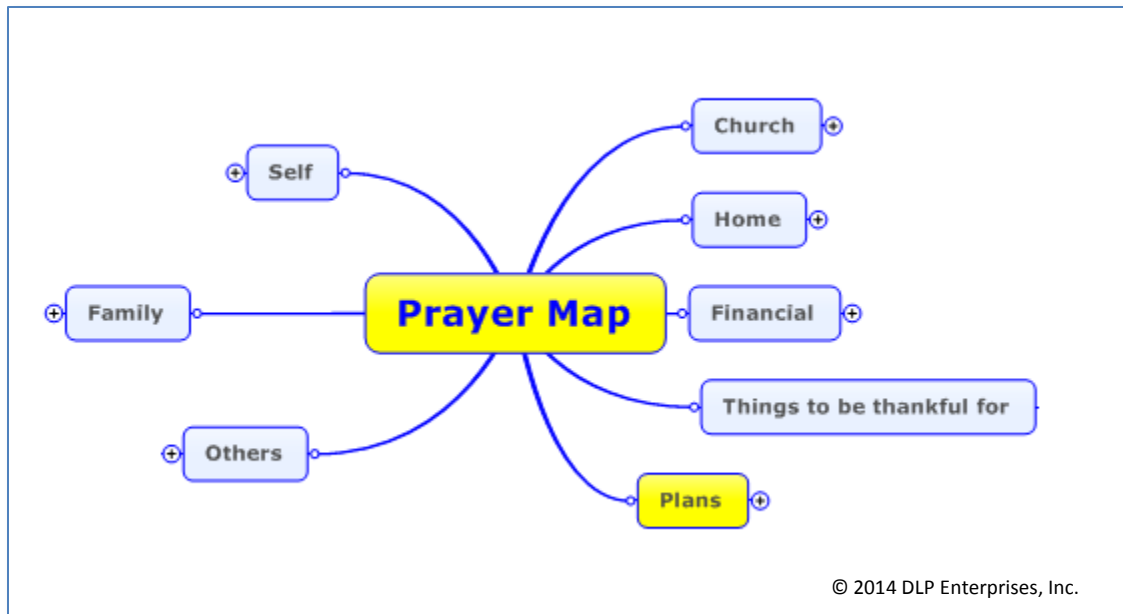 Prayer Map
Church
Home
Financial
Things to be thankful for
Plans
Self
Family
Others
© 2014 DLP Enterprises, Inc.